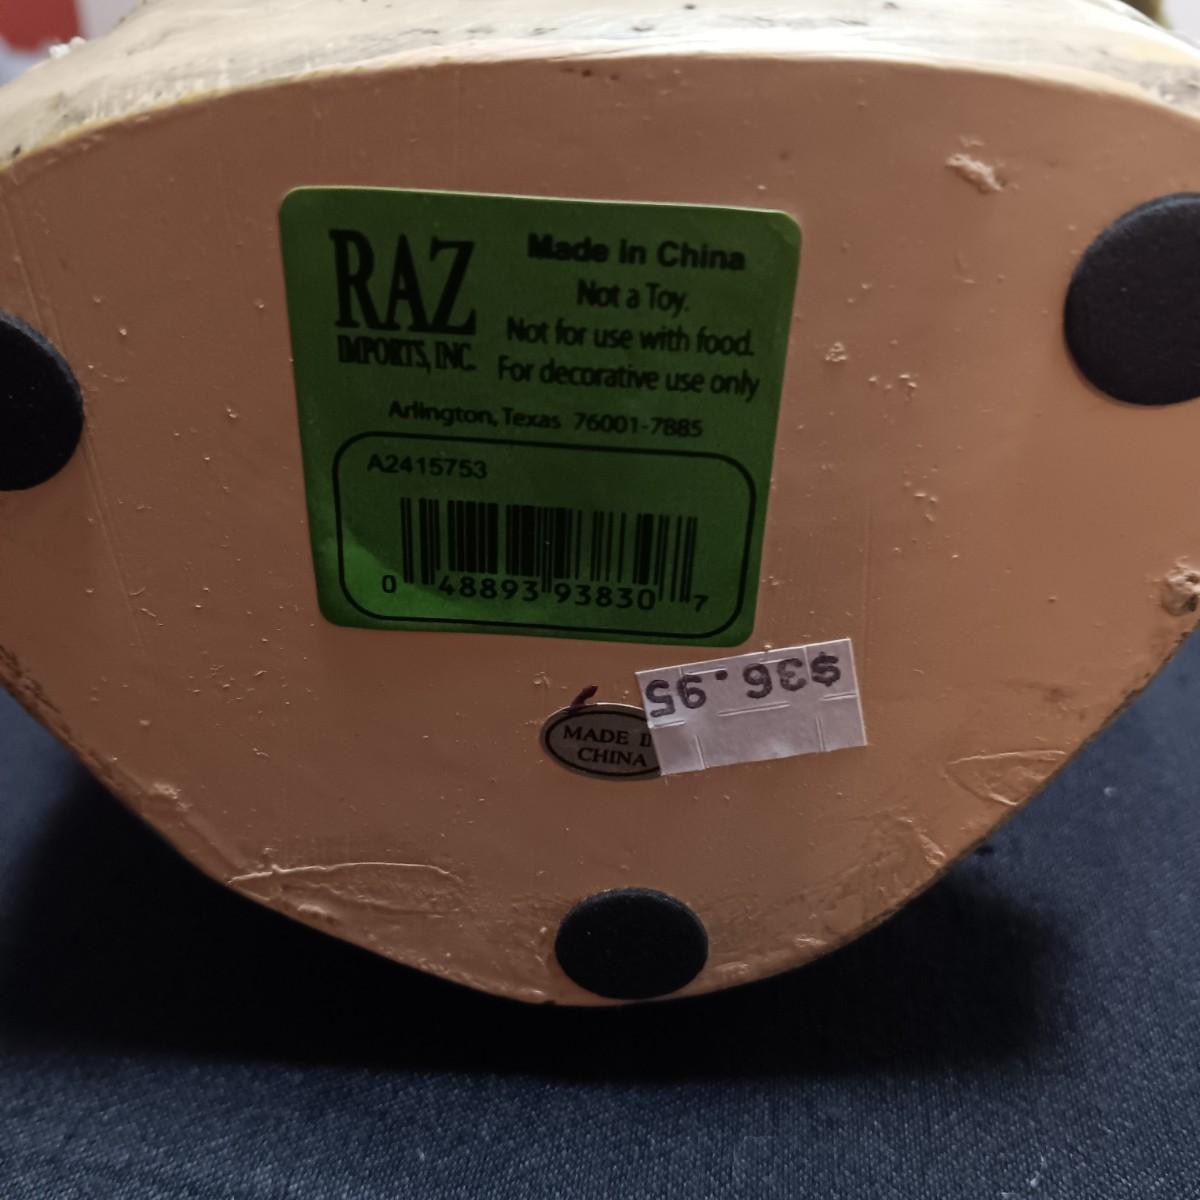 RAZ
IMPORTS, INC.
Made in China
Not a Toy.
Not for use with food.
For decorative use only
Arlington, Texas 76001-7885
A2415753
0 48893 93830 7
$36.95
MADE I
CHINA